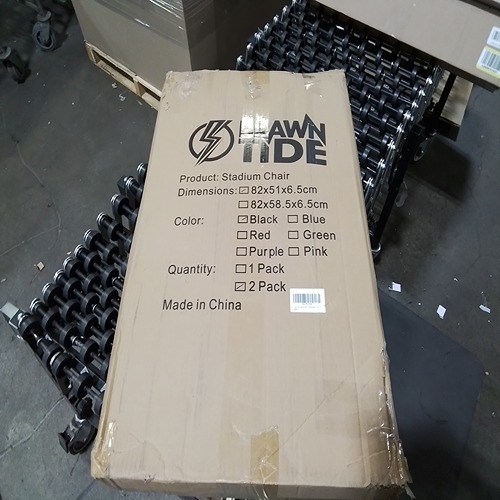 HAWN
TIDE
Product: Stadium Chair
Dimensions: 82x51x6.5cm
82x58.5x6.5cm
Color: Black Blue
Red Green
Purple Pink
Quantity: 1 Pack
2 Pack
Made in China